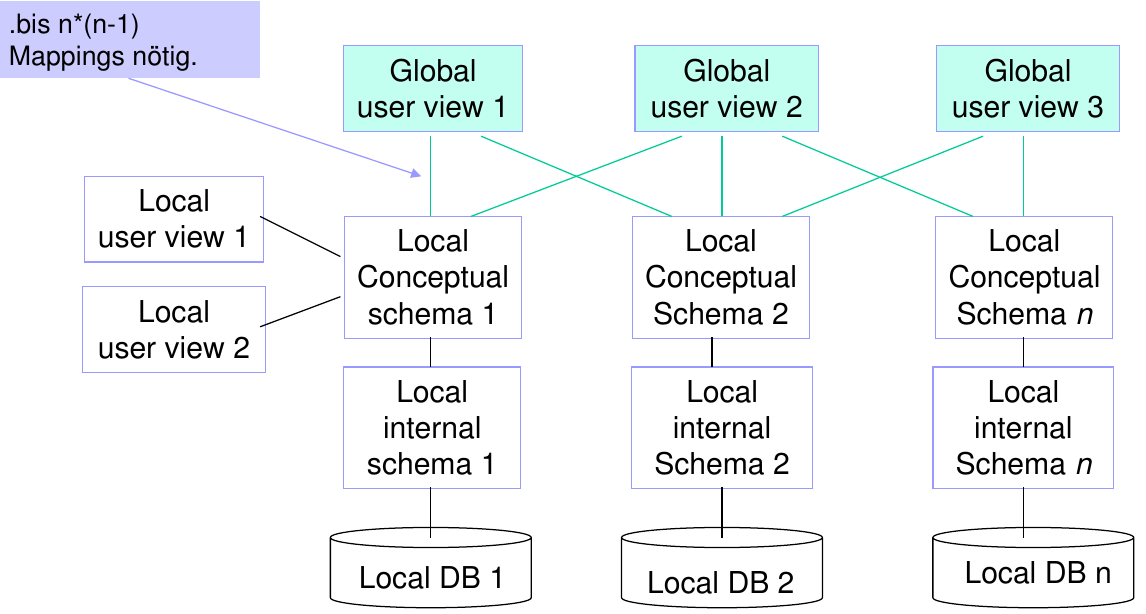 .bis n*(n-1)
Mappings nötig.
Global
user view 1
Global
user view 2
Global
user view 3
Local
user view 1
Local
user view 2
Local
Conceptual
schema 1
Local
Conceptual
Schema 2
Local
Conceptual
Schema n
Local
internal
schema 1
Local
internal
Schema 2
Local
internal
Schema n
Local DB 1
Local DB 2
Local DB n